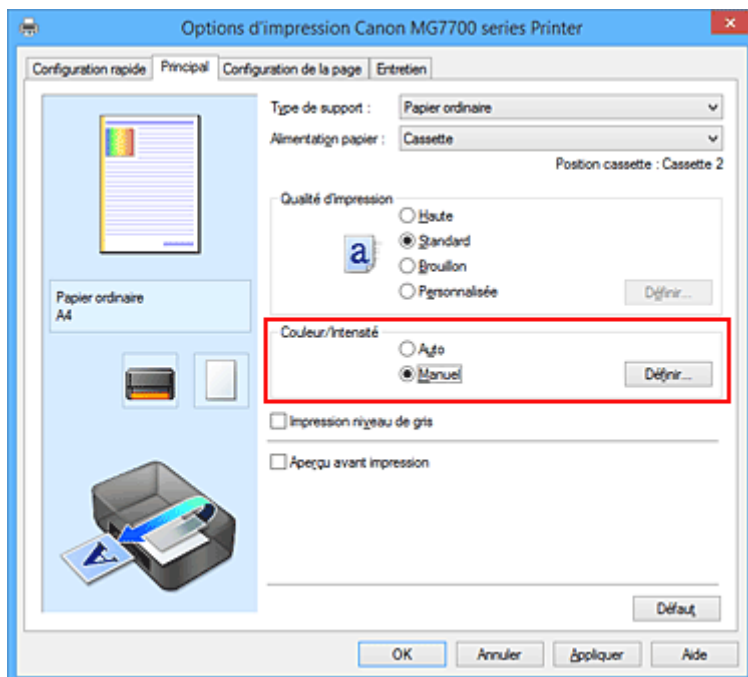 Options d'impression Canon MG7700 series Printer
Configuration rapide Principal Configuration de la page Entretien
Type de support : Papier ordinaire
Alimentation papier : Cassette
Position cassette : Cassette 2
Qualité d'impression
Haute
a Standard
Brouillon
Personnalisée Définir...
Papier ordinaire
A4
Couleur/Intensité
Auto
Manuel Définir...
Impression niveau de gris
Aperçu avant impression
A
Défaut
OK Annuler Appliquer Aide